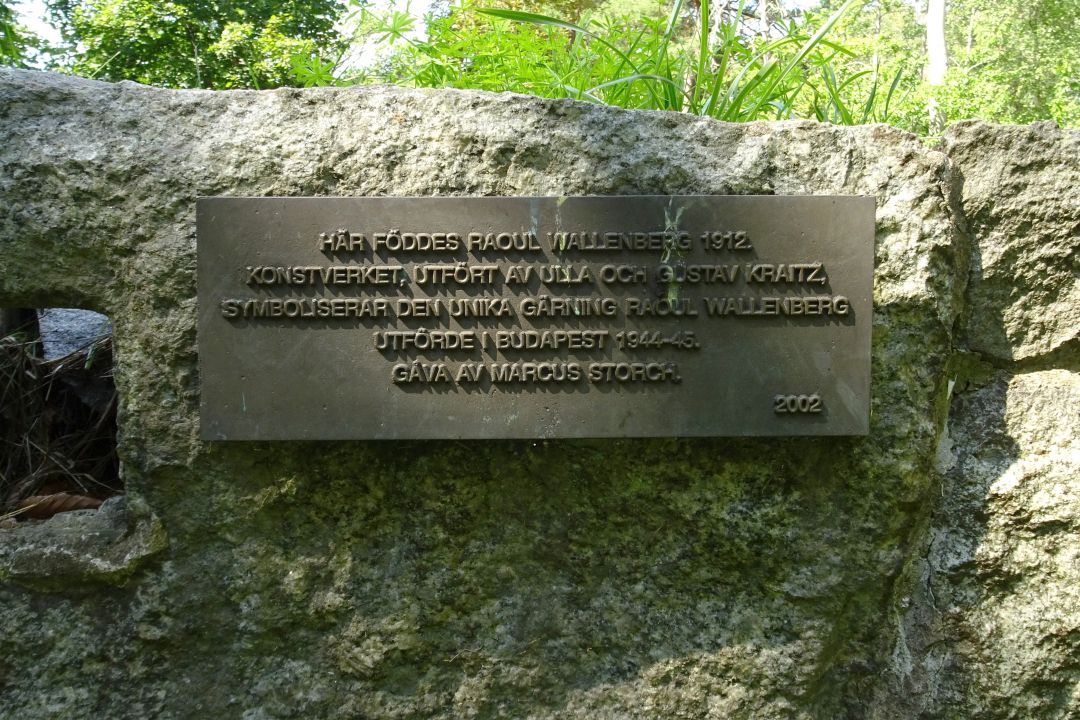 HÄR FÖDDES RAOUL WALLENBERG 1912.
KONSTVERKET, UTFÖRT AV ULLA OCH GUSTAV KRAITZ,
SYMBOLISERAR DEN UNIKA GÄRNING RAOUL WALLENBERG
UTFÖRDE I BUDAPEST 1944-45.
GÅVA AV MARCUS STORCH.
2002